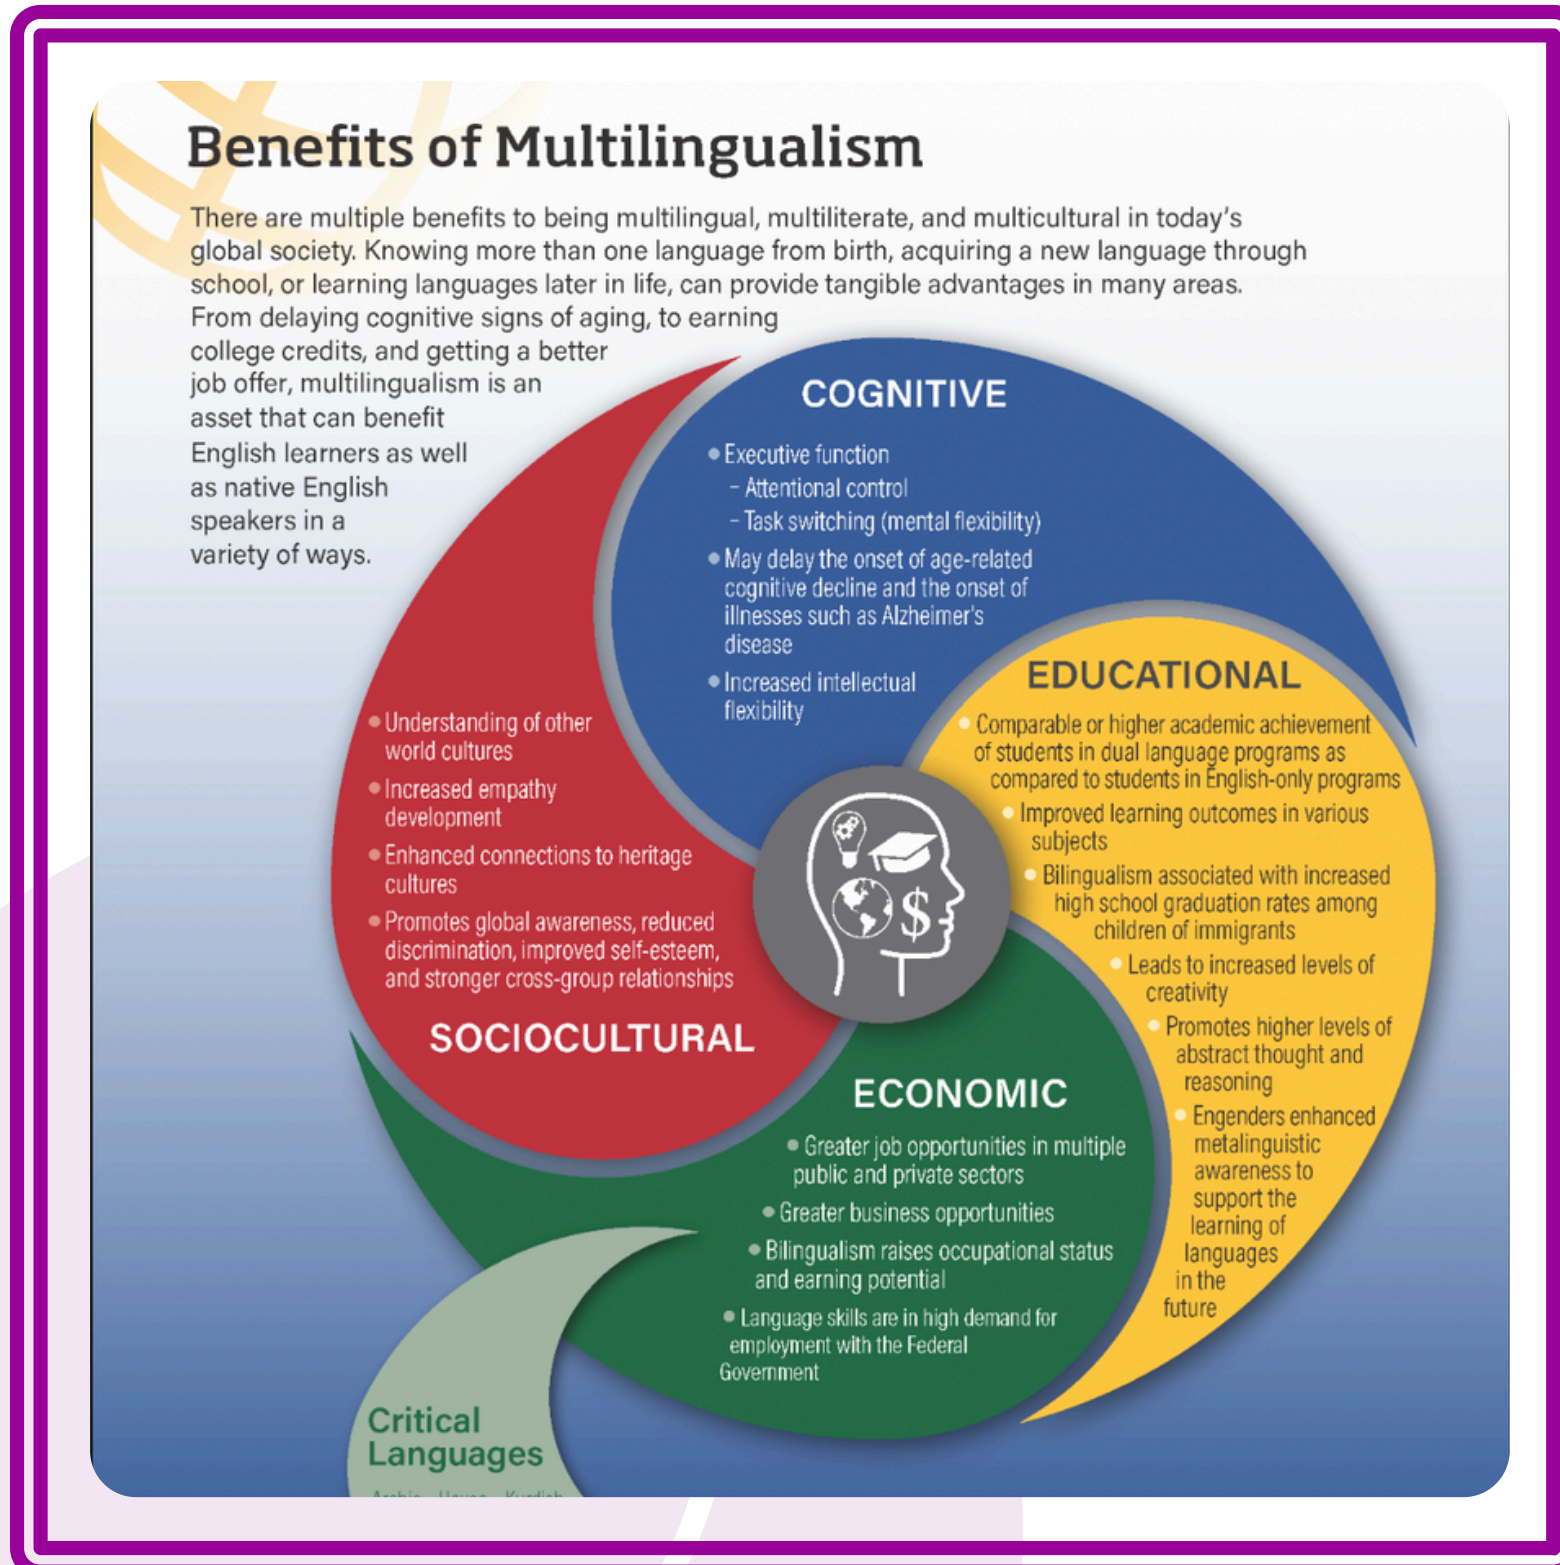 Benefits of Multilingualism
There are multiple benefits to being multilingual, multiliterate, and multicultural in today's
global society. Knowing more than one language from birth, acquiring a new language through
school, or learning languages later in life, can provide tangible advantages in many areas.
From delaying cognitive signs of aging, to earning
college credits, and getting a better
job offer, multilingualism is an
asset that can benefit
English learners as well
as native English
speakers in a
variety of ways.
COGNITIVE
• Executive function
– Attentional control
– Task switching (mental flexibility)
• May delay the onset of age-related
cognitive decline and the onset of
illnesses such as Alzheimer's
disease
• Increased intellectual
flexibility
EDUCATIONAL
• Comparable or higher academic achievement
of students in dual language programs as
compared to students in English-only programs
• Improved learning outcomes in various
subjects
• Bilingualism associated with increased
high school graduation rates among
children of immigrants
• Leads to increased levels of
creativity
• Promotes higher levels of
abstract thought and
reasoning
• Engenders enhanced
metalinguistic
awareness to
support the
learning of
languages
in the
future
• Understanding of other
world cultures
• Increased empathy
development
• Enhanced connections to heritage
cultures
• Promotes global awareness, reduced
discrimination, improved self-esteem,
and stronger cross-group relationships
SOCIOCULTURAL
$
ECONOMIC
• Greater job opportunities in multiple
public and private sectors
• Greater business opportunities
• Bilingualism raises occupational status
and earning potential
• Language skills are in high demand for
employment with the Federal
Government
Critical
Languages